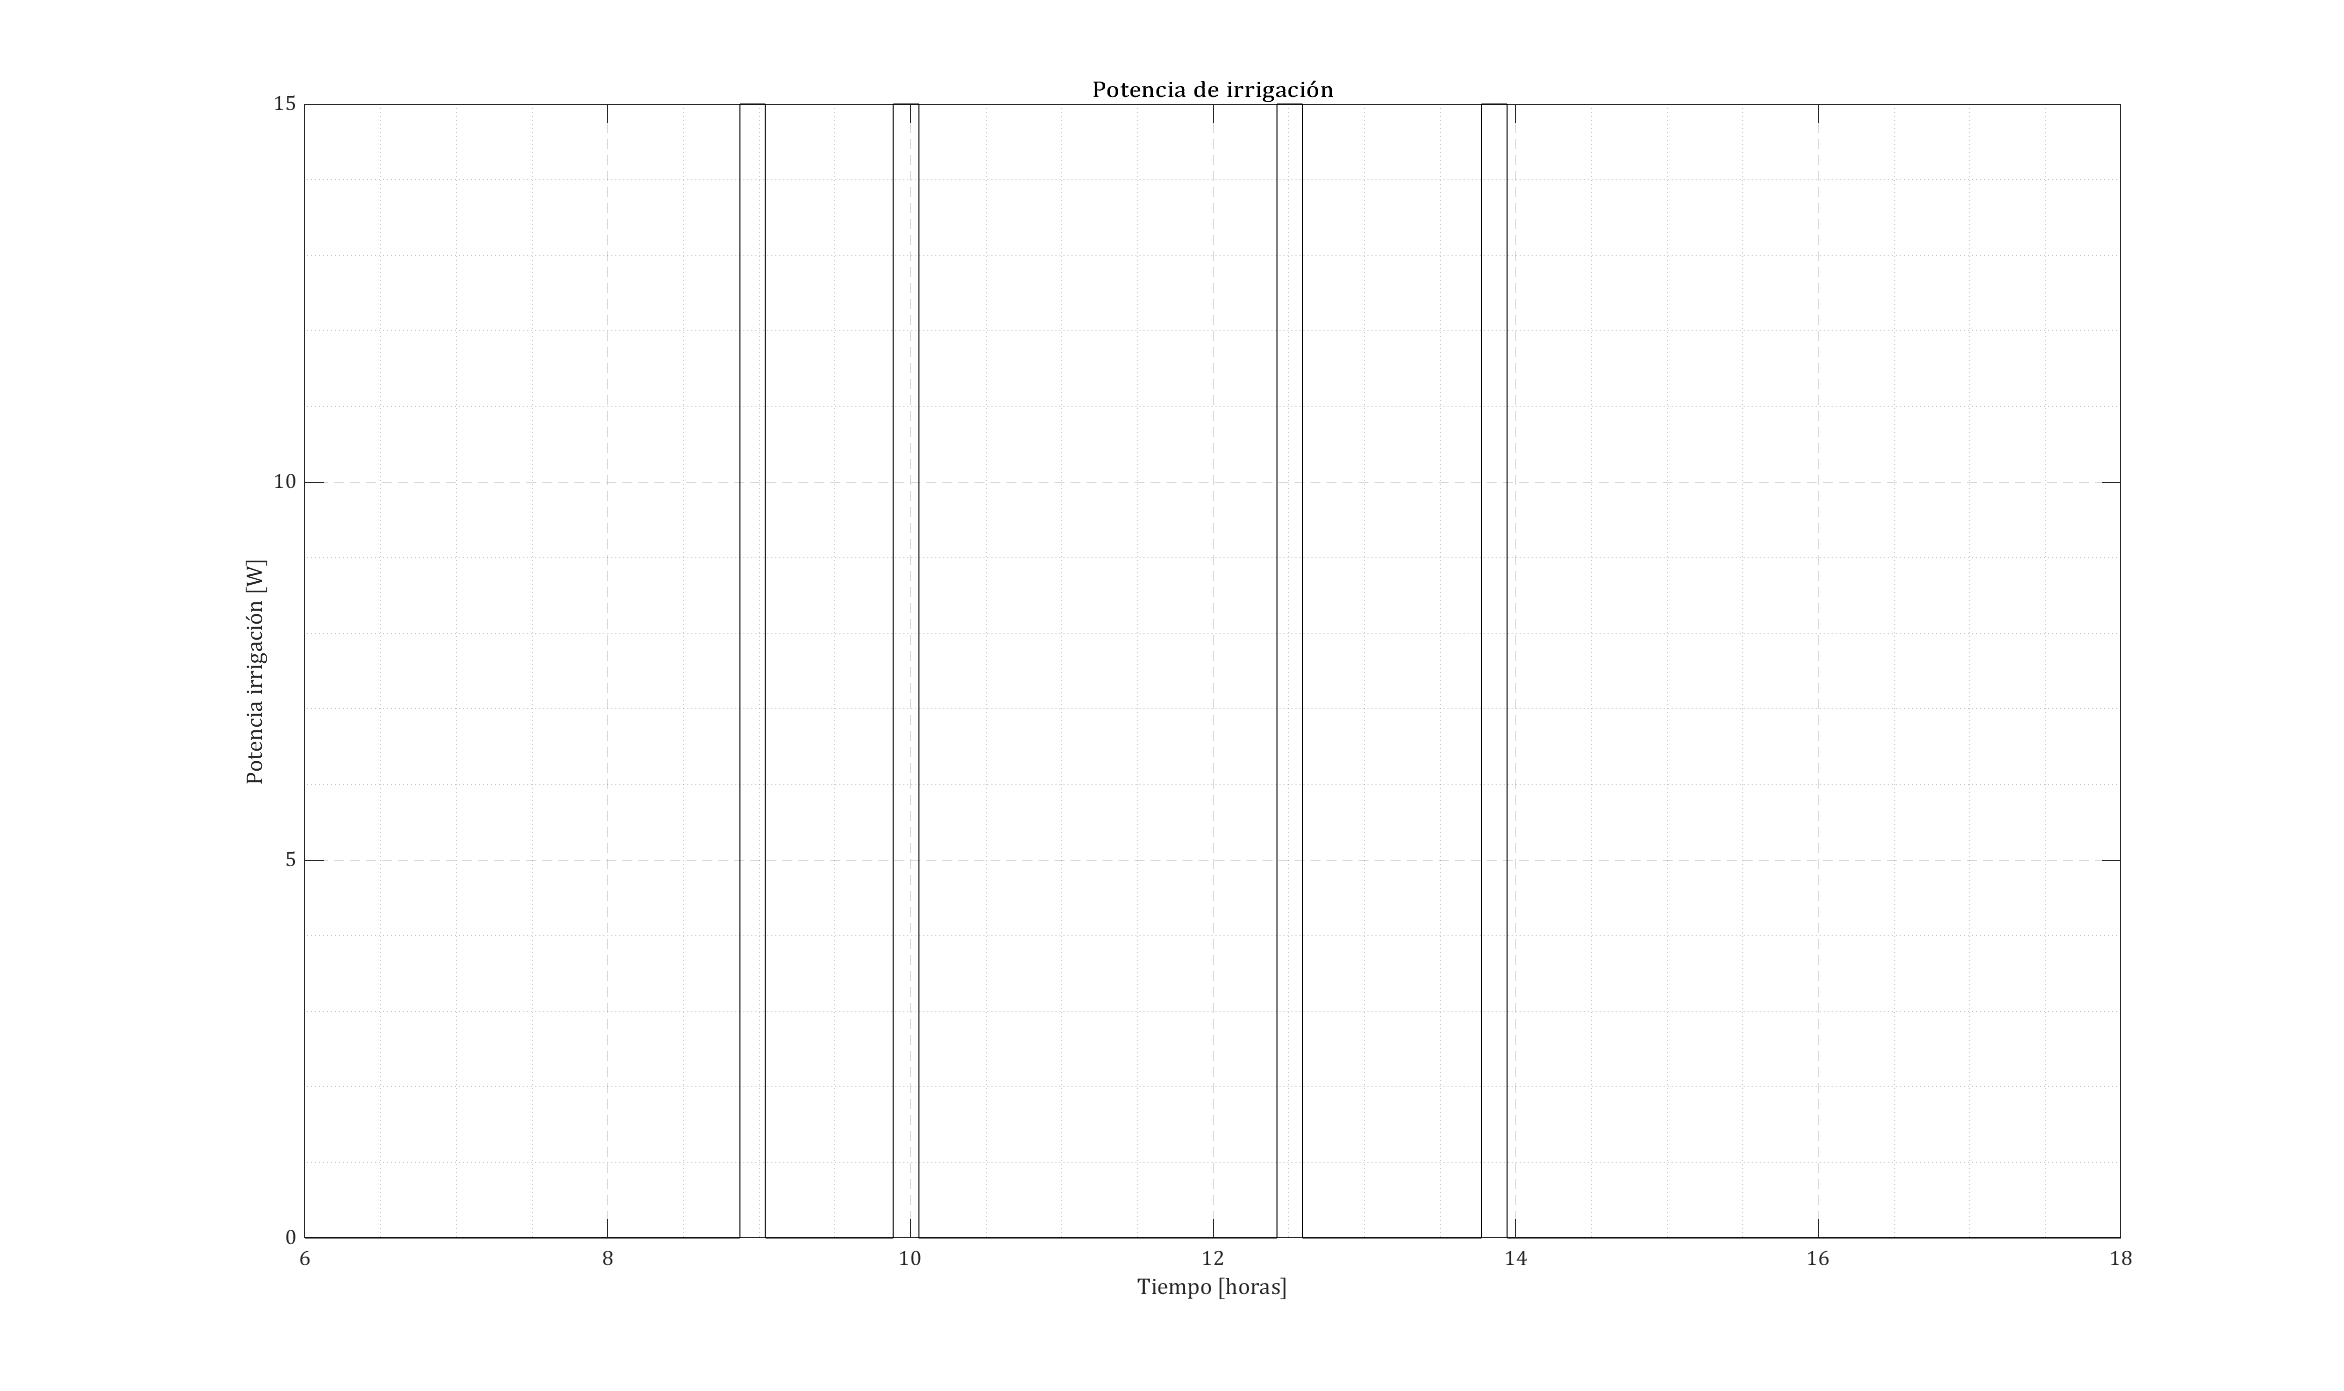 Potencia de irrigación
15
10
5
0
Potencia irrigación [W]
6 8 10 12 14 16 18
Tiempo [horas]